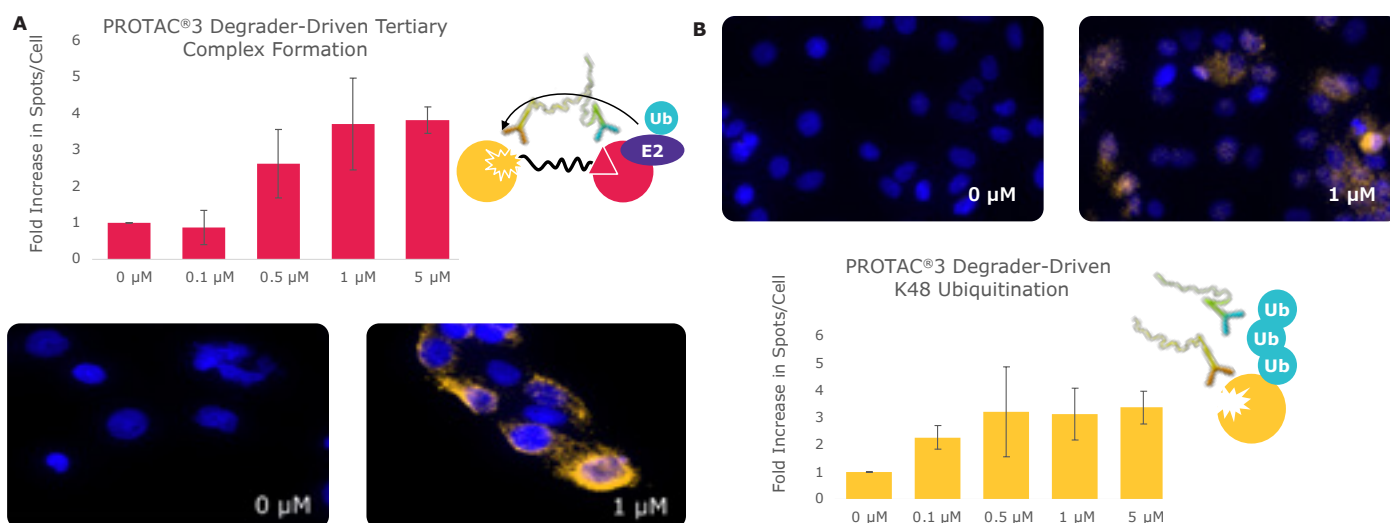 A
PROTAC®3 Degrader-Driven Tertiary
Complex Formation
Fold Increase in Spots/Cell
6
5
4
3
2
1
0
0 µM
0.1 µM
0.5 µM
1 µM
5 µM
Ub
E2
0 µM
1 µM
B
0 µM
1 µM
PROTAC®3 Degrader-Driven
K48 Ubiquitination
Fold Increase in Spots/Cell
6
5
4
3
2
1
0
0 µM
0.1 µM
0.5 µM
1 µM
5 µM
Ub
Ub
Ub